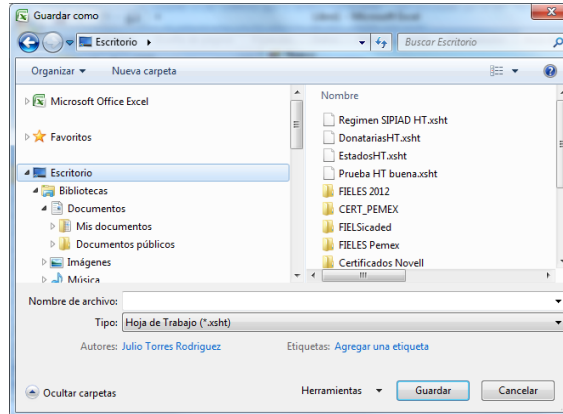 Guardar como
Escritorio
Buscar Escritorio
Organizar
Nueva carpeta
Microsoft Office Excel
Favoritos
Escritorio
Bibliotecas
Documentos
Mis documentos
Documentos públicos
Imágenes
Música
Nombre
Regimen SIPIAD HT.xsht
DonatariasHT.xsht
EstadosHT.xsht
Prueba HT buena.xsht
FIELES 2012
CERT_PEMEX
FIELSicaded
FIELES Pemex
Certificados Novell
Nombre de archivo:
Tipo: Hoja de Trabajo (*.xsht)
Autores: Julio Torres Rodriguez
Etiquetas: Agregar una etiqueta
Ocultar carpetas
Herramientas
Guardar
Cancelar